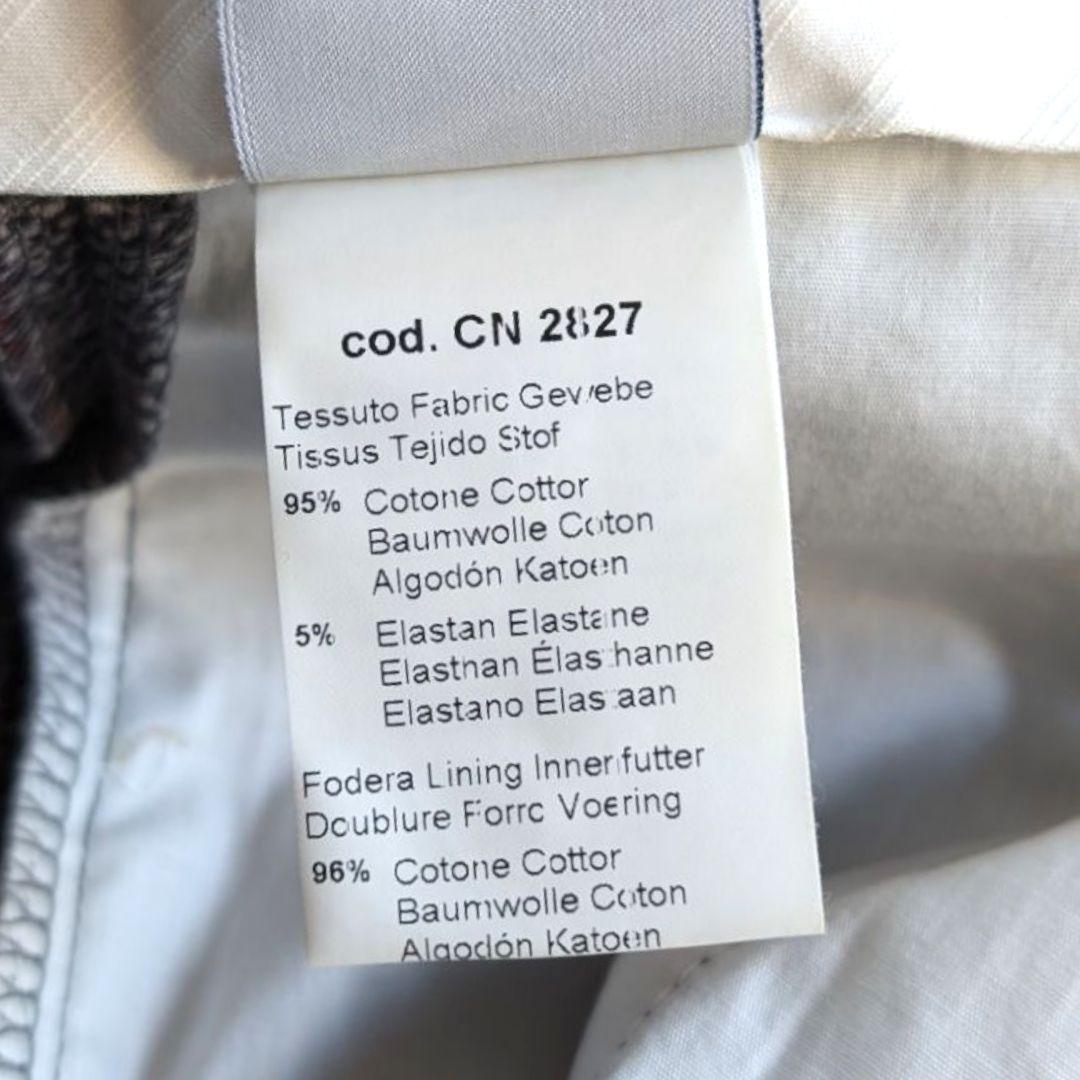 cod. CN 2827
Tessuto Fabric Gewebe
Tissus Tejido Stof
95% Cotone Cotton
Baumwolle Coton
Algodón Katoen
5% Elastan Elastane
Elasthan Élasthanne
Elastano Elastaan
Fodera Lining Innenfutter
Doublure Forro Voering
96% Cotone Cotton
Baumwolle Coton
Algodón Katoen